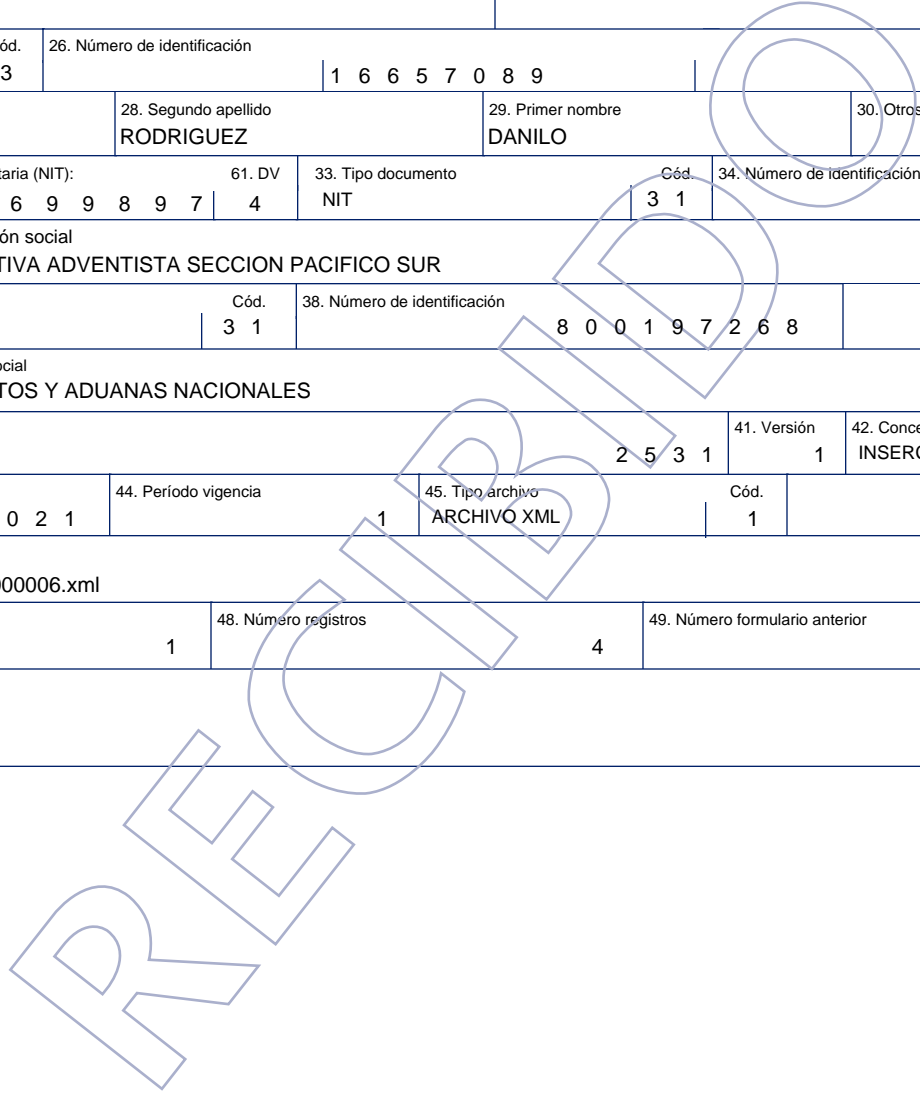 ód. 26. Número de identificación
3 1 6 6 5 7 0 8 9
28. Segundo apellido 29. Primer nombre 30. Otros
RODRIGUEZ DANILO
taria (NIT): 61. DV 33. Tipo documento Cód. 34. Número de identificación
6 9 9 8 9 7 4 NIT 3 1
ón social
TIVA ADVENTISTA SECCION PACIFICO SUR
Cód. 38. Número de identificación
3 1 8 0 0 1 9 7 2 6 8
ocial
TOS Y ADUANAS NACIONALES
41. Versión 42. Conce
2 5 3 1 1 INSERC
44. Período vigencia 45. Tipo archivo Cód.
0 2 1 1 ARCHIVO XML 1
000006.xml
48. Número registros 49. Número formulario anterior
1 4
RECIBIDO